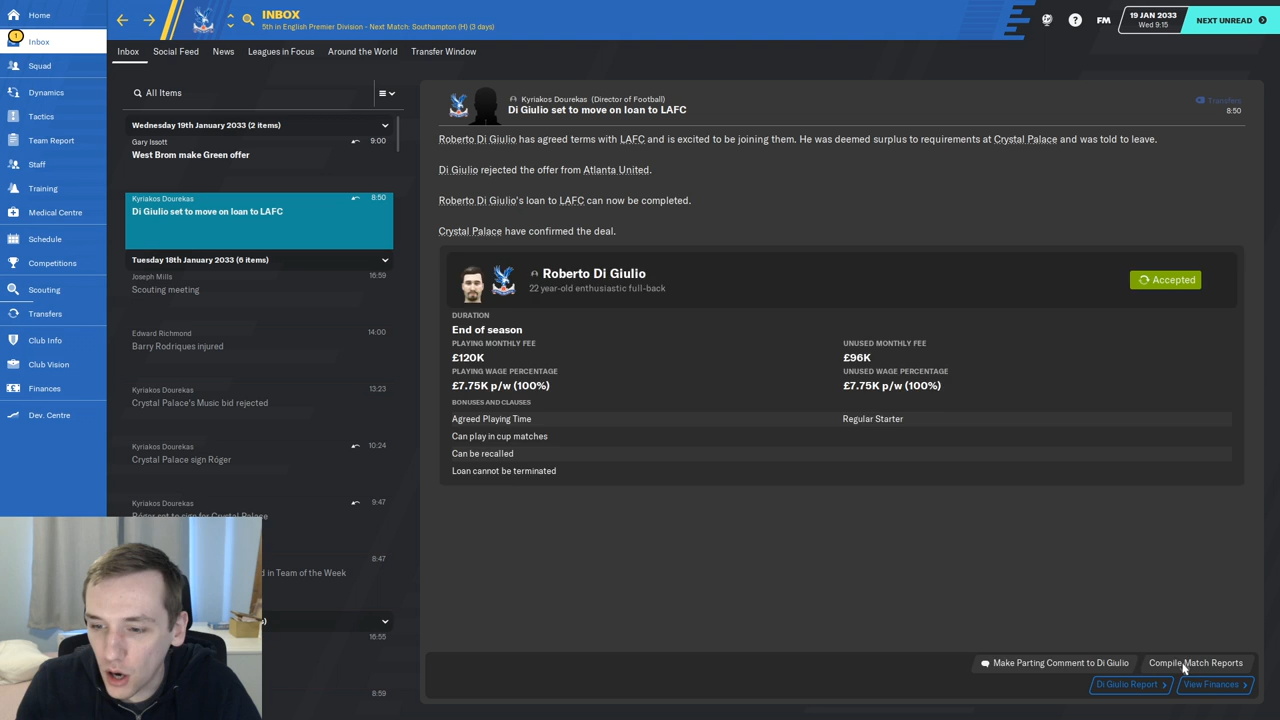 Home
INBOX
5th in English Premier Division - Next Match: Southampton (H) (3 days)
FM
19 JAN 2033
Wed 9:15
NEXT UNREAD
1
Inbox
Squad
Dynamics
Tactics
Team Report
Staff
Training
Medical Centre
Schedule
Competitions
Scouting
Transfers
Club Info
Club Vision
Finances
Dev. Centre
Inbox
Social Feed
News
Leagues in Focus
Around the World
Transfer Window
All Items
Wednesday 19th January 2033 (2 items)
Gary Issott
9:00
West Brom make Green offer
Kyriakos Dourekas
8:50
Di Giulio set to move on loan to LAFC
Tuesday 18th January 2033 (6 items)
Joseph Mills
16:59
Scouting meeting
Edward Richmond
14:00
Barry Rodriques injured
Kyriakos Dourekas
13:23
Crystal Palace's Music bid rejected
Kyriakos Dourekas
10:24
Crystal Palace sign Róger
Kyriakos Dourekas
9:47
Róger set to sign for Crystal Palace
8:47
d in Team of the Week
s)
16:55
8:59
Kyriakos Dourekas (Director of Football)
Di Giulio set to move on loan to LAFC
Transfers
8:50
Roberto Di Giulio has agreed terms with LAFC and is excited to be joining them. He was deemed surplus to requirements at Crystal Palace and was told to leave.
Di Giulio rejected the offer from Atlanta United.
Roberto Di Giulio's loan to LAFC can now be completed.
Crystal Palace have confirmed the deal.
Roberto Di Giulio
22 year-old enthusiastic full-back
Accepted
DURATION
End of season
PLAYING MONTHLY FEE
UNUSED MONTHLY FEE
£120K
£96K
PLAYING WAGE PERCENTAGE
UNUSED WAGE PERCENTAGE
£7.75K p/w (100%)
£7.75K p/w (100%)
BONUSES AND CLAUSES
Agreed Playing Time
Regular Starter
Can play in cup matches
Can be recalled
Loan cannot be terminated
Make Parting Comment to Di Giulio
Compile Match Reports
Di Giulio Report
View Finances